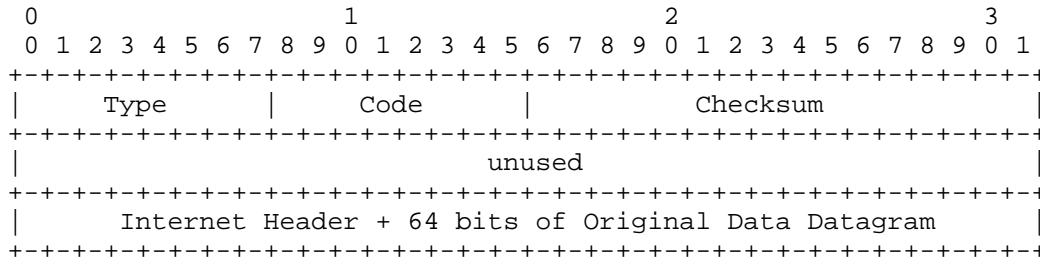 0                   1                   2                   3
0 1 2 3 4 5 6 7 8 9 0 1 2 3 4 5 6 7 8 9 0 1 2 3 4 5 6 7 8 9 0 1
+-+-+-+-+-+-+-+-+-+-+-+-+-+-+-+-+-+-+-+-+-+-+-+-+-+-+-+-+-+-+-+-+
|     Type      |     Code      |          Checksum             |
+-+-+-+-+-+-+-+-+-+-+-+-+-+-+-+-+-+-+-+-+-+-+-+-+-+-+-+-+-+-+-+-+
|                             unused                            |
+-+-+-+-+-+-+-+-+-+-+-+-+-+-+-+-+-+-+-+-+-+-+-+-+-+-+-+-+-+-+-+-+
|      Internet Header + 64 bits of Original Data Datagram      |
+-+-+-+-+-+-+-+-+-+-+-+-+-+-+-+-+-+-+-+-+-+-+-+-+-+-+-+-+-+-+-+-+